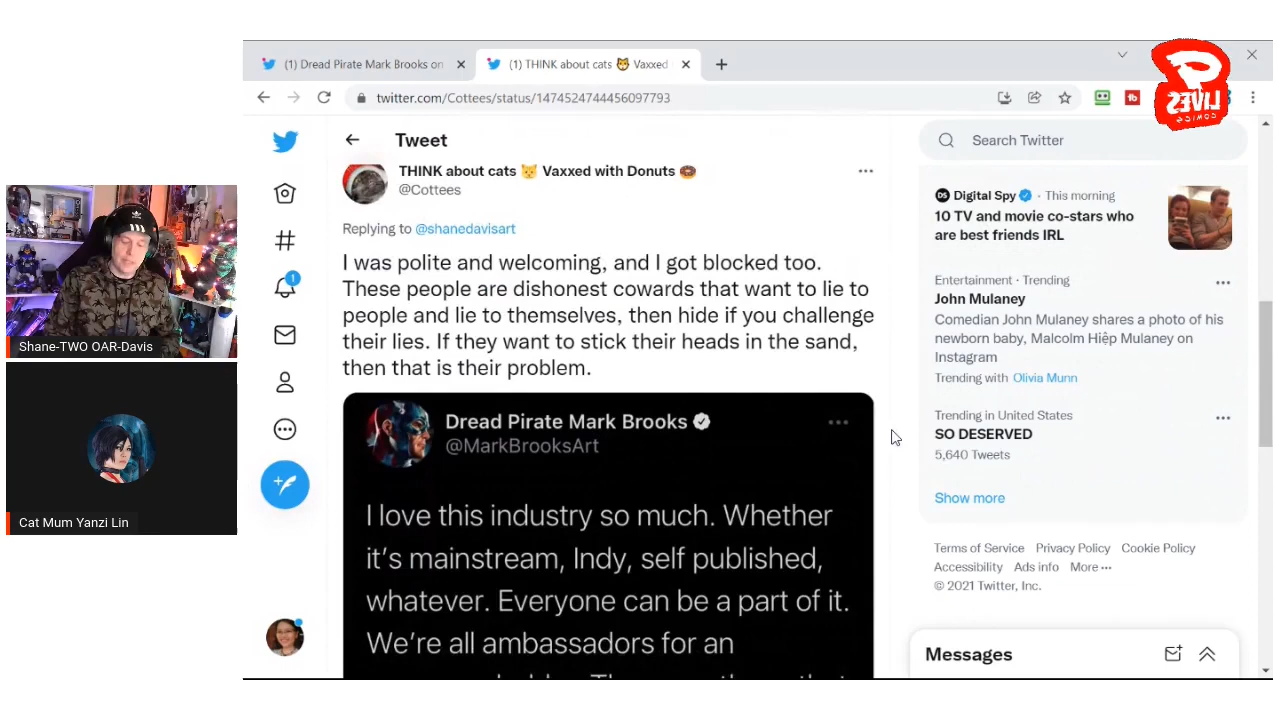 (1) Dread Pirate Mark Brooks on
(1) THINK about cats 😼 Vaxxed
twitter.com/Cottees/status/1474524744456097793
LIVES
COMICS
Tweet
Search Twitter
THINK about cats 😼 Vaxxed with Donuts 🍩
@Cottees
Replying to @shanedavisart
I was polite and welcoming, and I got blocked too.
These people are dishonest cowards that want to lie to
people and lie to themselves, then hide if you challenge
their lies. If they want to stick their heads in the sand,
then that is their problem.
Dread Pirate Mark Brooks
@MarkBrooksArt
I love this industry so much. Whether
it's mainstream, Indy, self published,
whatever. Everyone can be a part of it.
We're all ambassadors for an
1
DS Digital Spy · This morning
10 TV and movie co-stars who
are best friends IRL
Entertainment · Trending
John Mulaney
Comedian John Mulaney shares a photo of his
newborn baby, Malcolm Hiệp Mulaney on
Instagram
Trending with Olivia Munn
Trending in United States
SO DESERVED
5,640 Tweets
Show more
Terms of Service Privacy Policy Cookie Policy
Accessibility Ads info More
© 2021 Twitter, Inc.
Messages
Shane-TWO OAR-Davis
Cat Mum Yanzi Lin